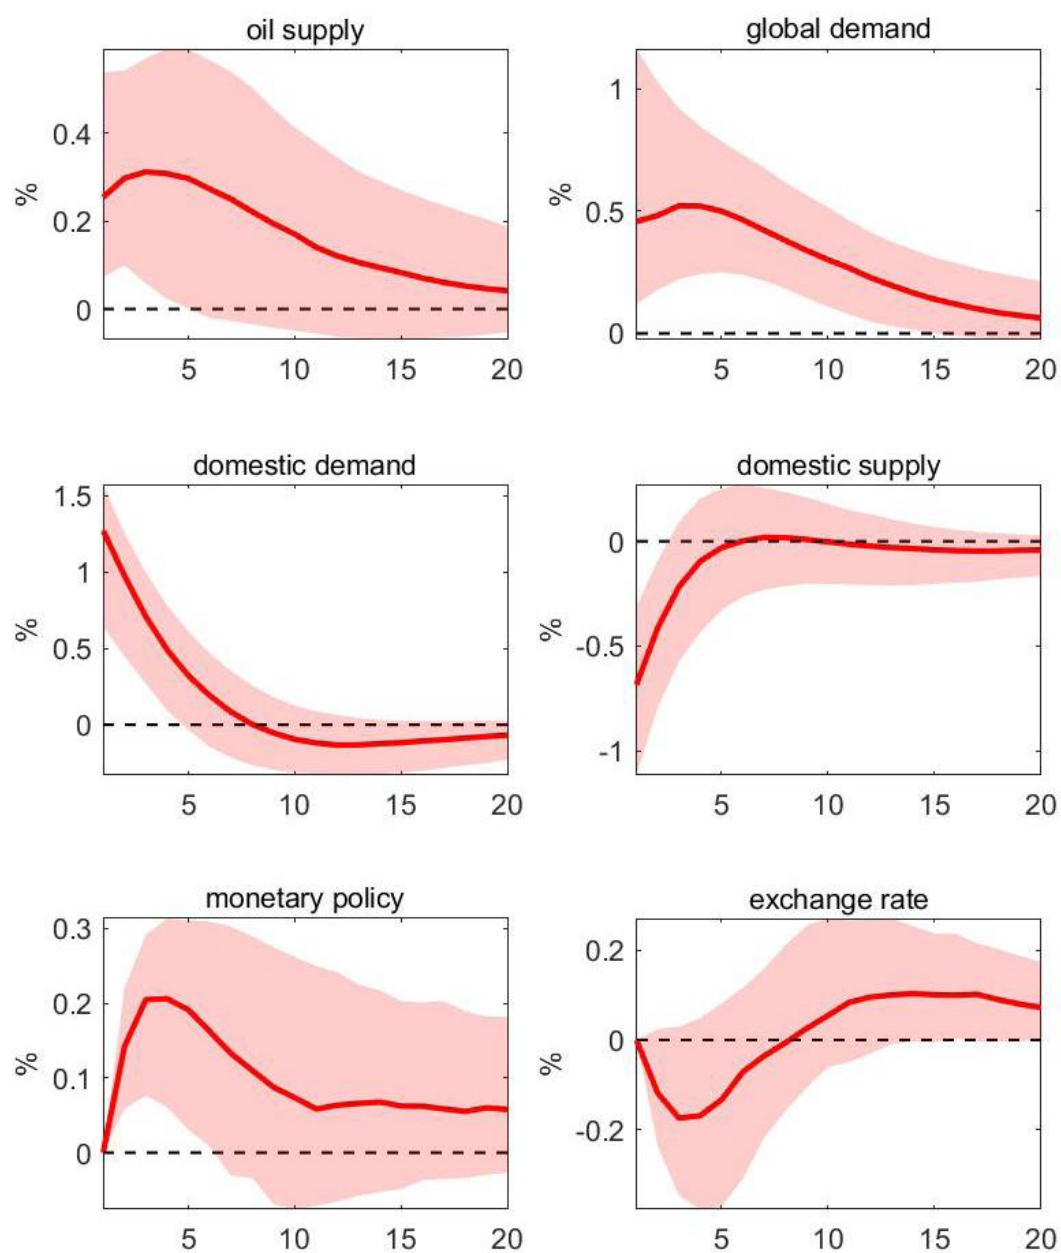 oil supply
global demand
%
0.4
0.2
0
5 10 15 20
%
1
0.5
0
5 10 15 20
domestic demand
domestic supply
%
1.5
1
0.5
0
5 10 15 20
%
0
-0.5
-1
5 10 15 20
monetary policy
exchange rate
%
0.3
0.2
0.1
0
5 10 15 20
%
0.2
0
-0.2
5 10 15 20